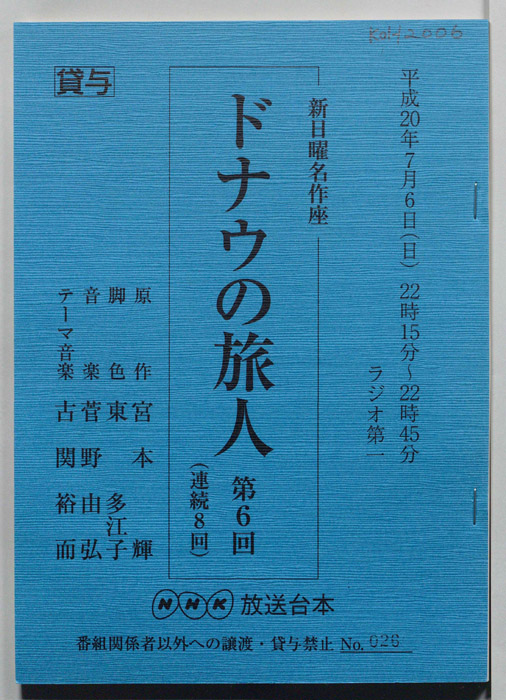 平成20年7月6日(日) 22時15分～22時45分
ラジオ第一
新日曜名作座
ドナウの旅人 第6回
(連続8回)
貸与
原作 宮本輝
脚色 東多江子
音楽 菅野由弘
テーマ音楽 古関裕而
NHK 放送台本
番組関係者以外への譲渡・貸与禁止 No. 026